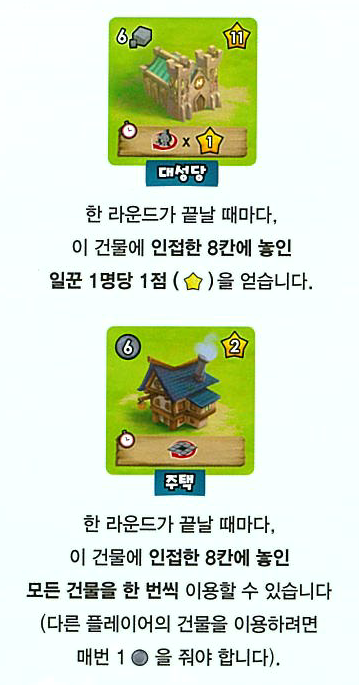 6 11
x 1
대성당
한 라운드가 끝날 때마다,
이 건물에 인접한 8칸에 놓인
일꾼 1명당 1점 ( )을 얻습니다.
6 2
주택
한 라운드가 끝날 때마다,
이 건물에 인접한 8칸에 놓인
모든 건물을 한 번씩 이용할 수 있습니다
(다른 플레이어의 건물을 이용하려면
매번 1 을 줘야 합니다).